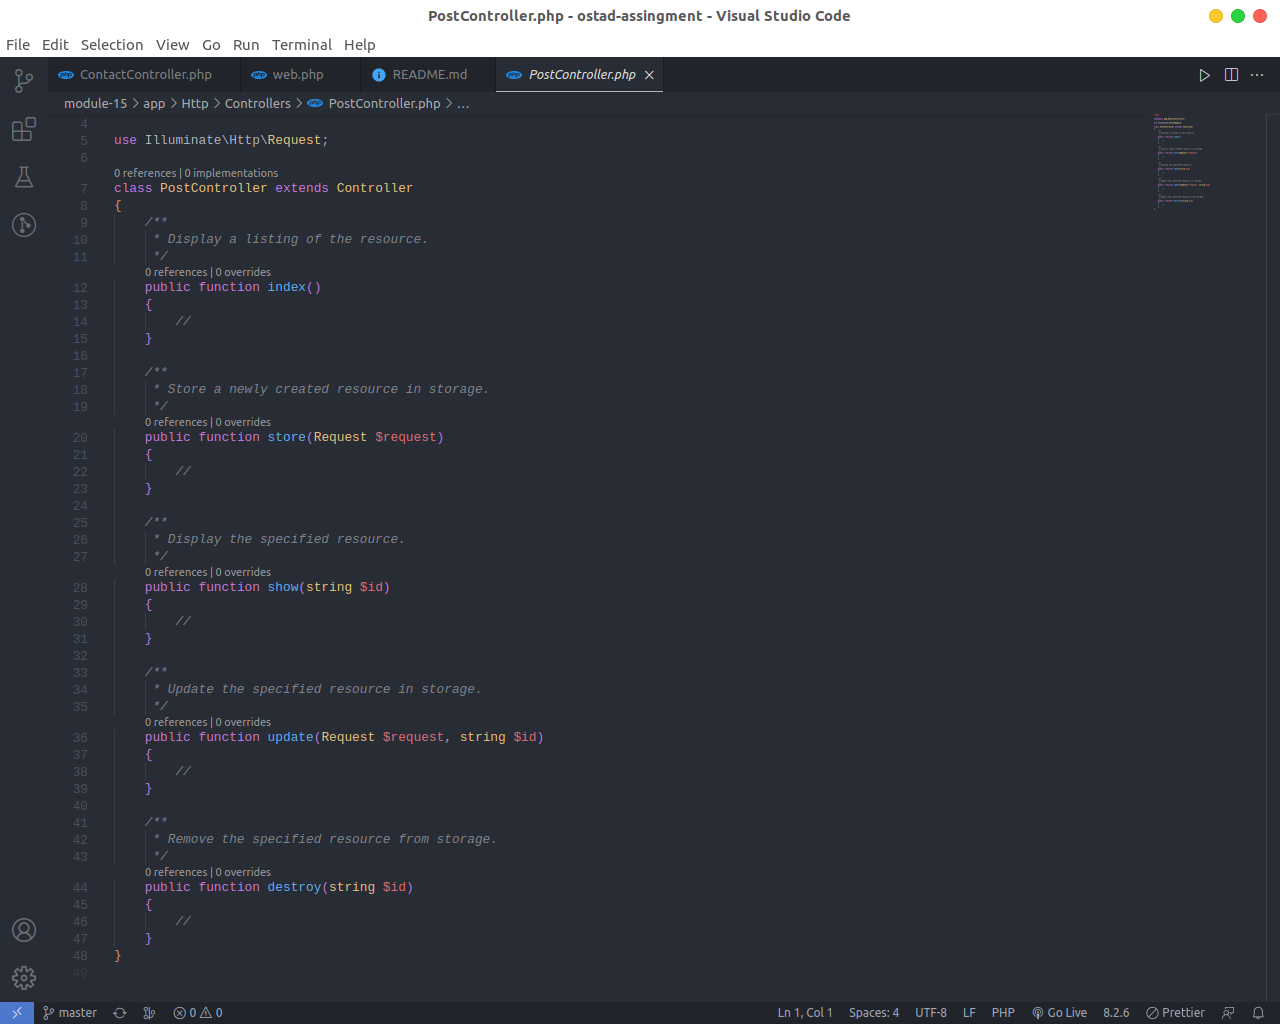 PostController.php - ostad-assingment - Visual Studio Code
File Edit Selection View Go Run Terminal Help
ContactController.php web.php README.md PostController.php
module-15 > app > Http > Controllers > PostController.php > ...
4
5 use Illuminate\Http\Request;
6
0 references | 0 implementations
7 class PostController extends Controller
8 {
9 /**
10 * Display a listing of the resource.
11 */
0 references | 0 overrides
12 public function index()
13 {
14 //
15 }
16
17 /**
18 * Store a newly created resource in storage.
19 */
0 references | 0 overrides
20 public function store(Request $request)
21 {
22 //
23 }
24
25 /**
26 * Display the specified resource.
27 */
0 references | 0 overrides
28 public function show(string $id)
29 {
30 //
31 }
32
33 /**
34 * Update the specified resource in storage.
35 */
0 references | 0 overrides
36 public function update(Request $request, string $id)
37 {
38 //
39 }
40
41 /**
42 * Remove the specified resource from storage.
43 */
0 references | 0 overrides
44 public function destroy(string $id)
45 {
46 //
47 }
48 }
49
master 0 0 Ln 1, Col 1 Spaces: 4 UTF-8 LF PHP Go Live 8.2.6 Prettier